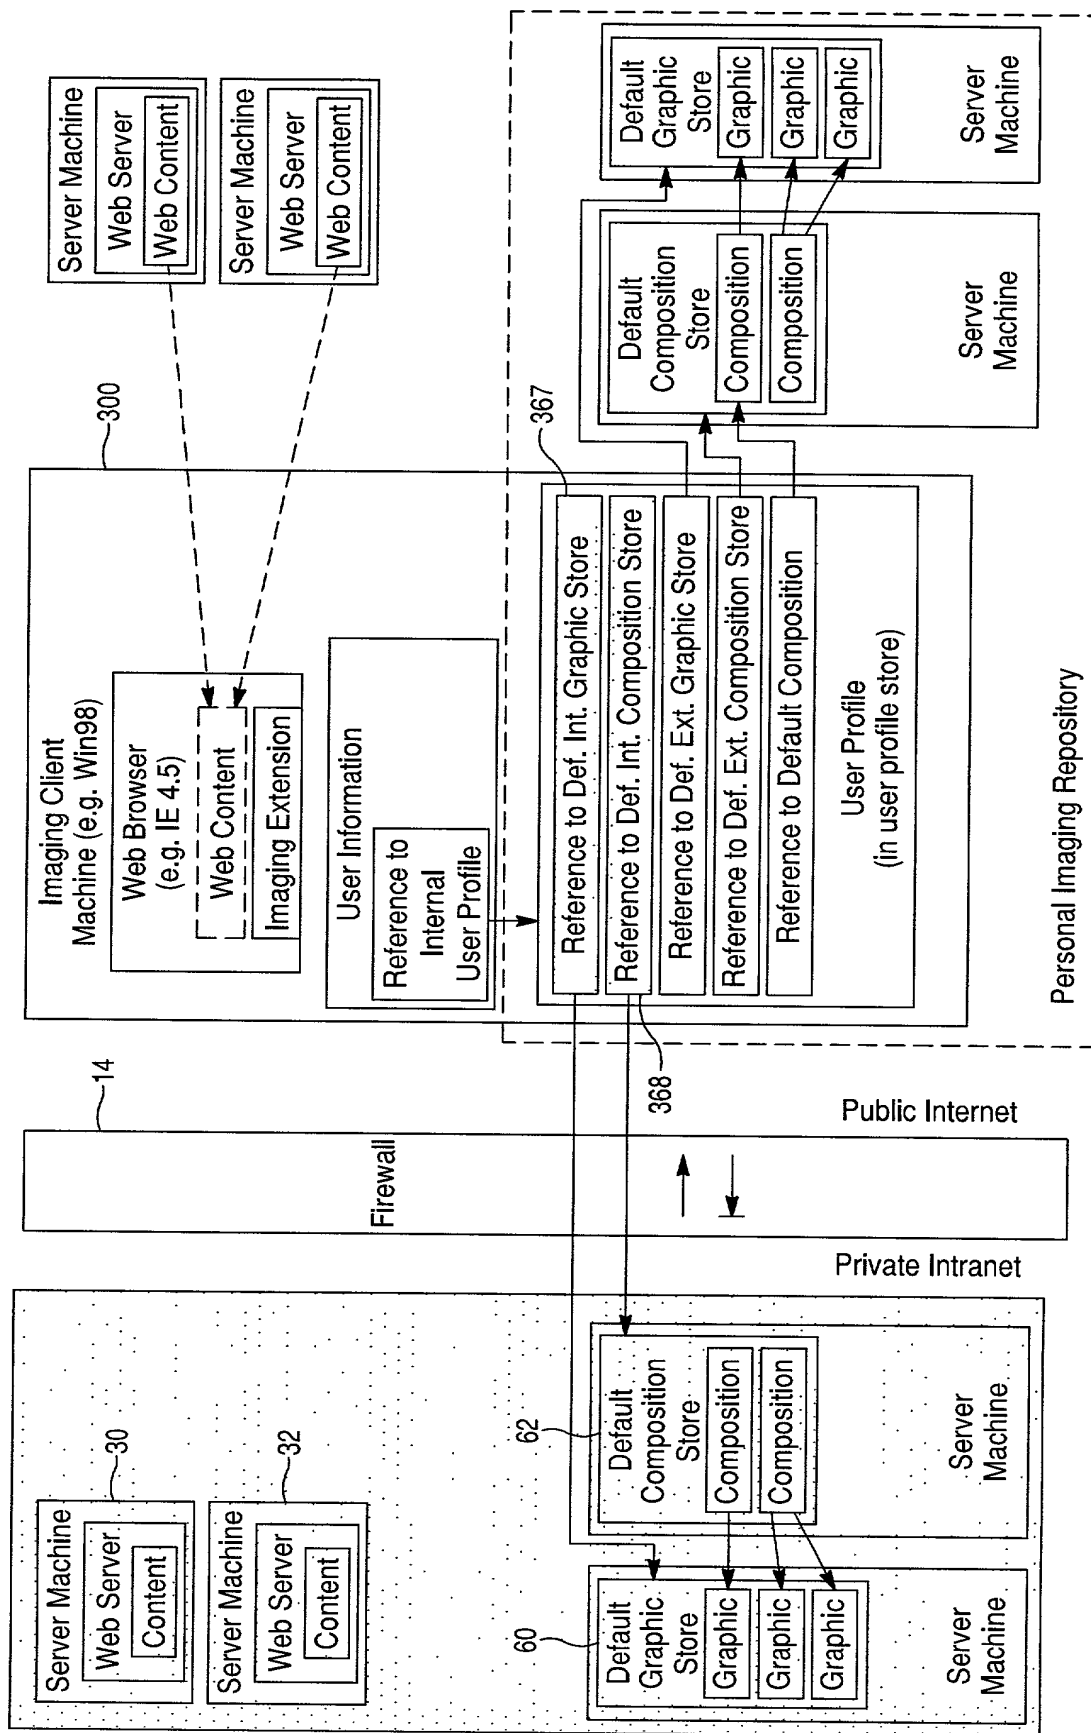 Server Machine
Web Server
Content
30
Server Machine
Web Server
Content
32
60
Default
Graphic
Store
Graphic
Graphic
Graphic
Server
Machine
62
Default
Composition
Store
Composition
Composition
Server
Machine
Private Intranet
Firewall
14
Public Internet
Imaging Client
Machine (e.g. Win98)
300
Web Browser
(e.g. IE 4.5)
Web Content
Imaging Extension
User Information
Reference to
Internal
User Profile
Reference to Def. Int. Graphic Store
367
Reference to Def. Int. Composition Store
368
Reference to Def. Ext. Graphic Store
Reference to Def. Ext. Composition Store
Reference to Default Composition
User Profile
(in user profile store)
Personal Imaging Repository
Server Machine
Web Server
Web Content
Server Machine
Web Server
Web Content
Default
Composition
Store
Composition
Composition
Server
Machine
Default
Graphic
Store
Graphic
Graphic
Graphic
Server
Machine